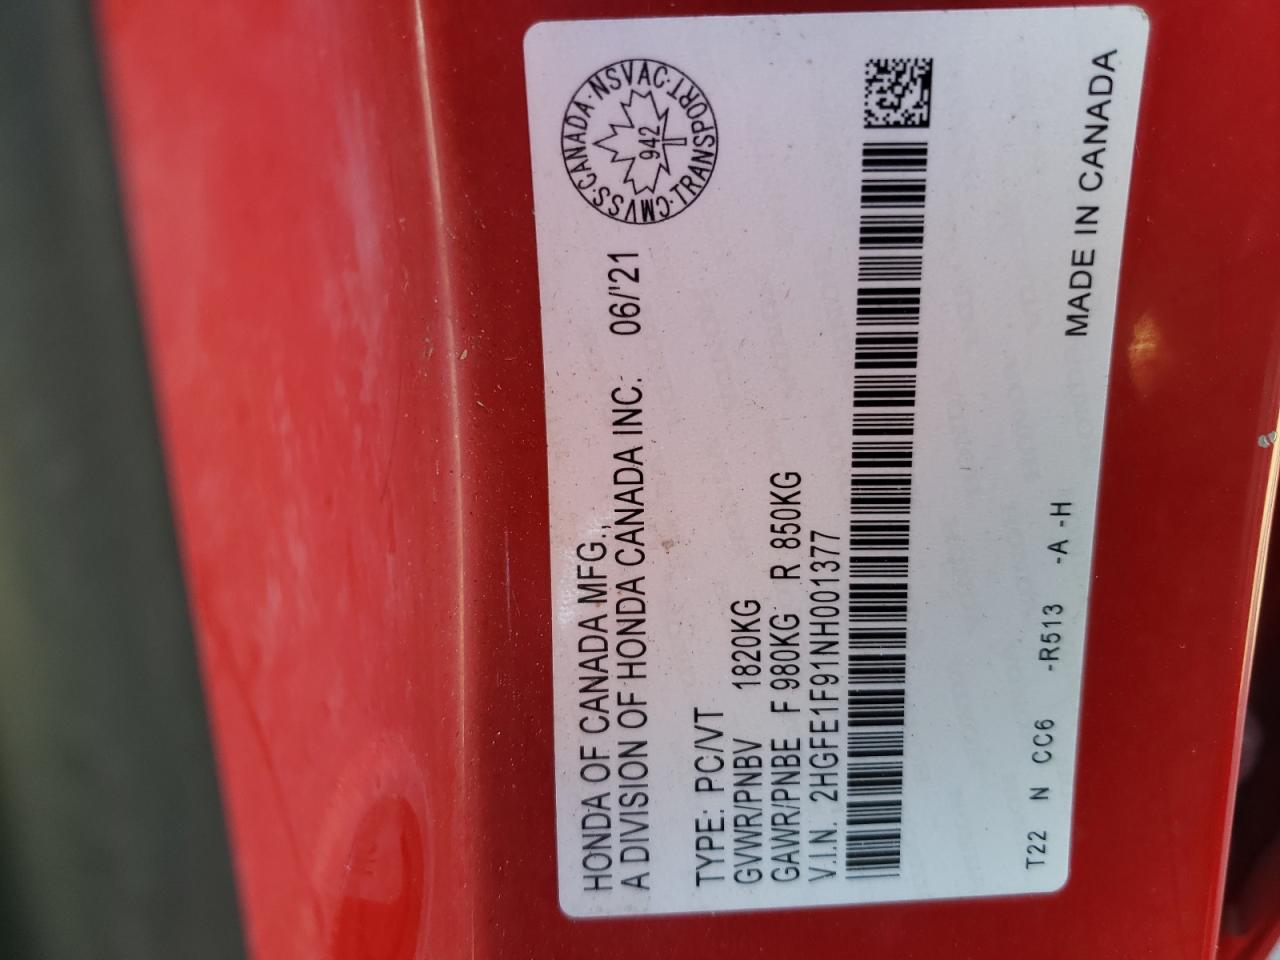 HONDA OF CANADA MFG.,
A DIVISION OF HONDA CANADA INC. 06/'21
CMVSS·CANADA·NSVAC·TRANSPORT·
942
TYPE: PC/VT
GVWR/PNBV 1820KG
GAWR/PNBE F 980KG R 850KG
V.I.N. 2HGFE1F91NH001377
T22 N CC6 -R513 -A -H
MADE IN CANADA